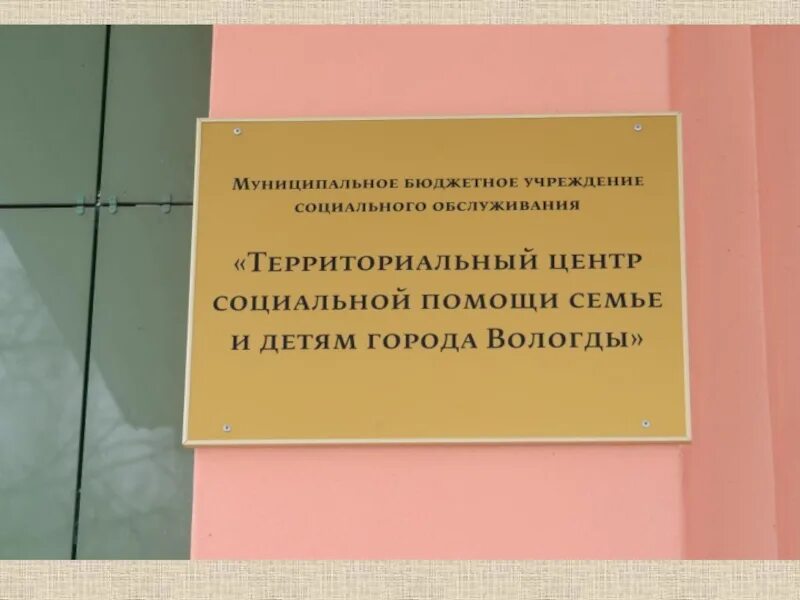 Муниципальное бюджетное учреждение
социального обслуживания
«Территориальный центр
социальной помощи семье
и детям города Вологды»